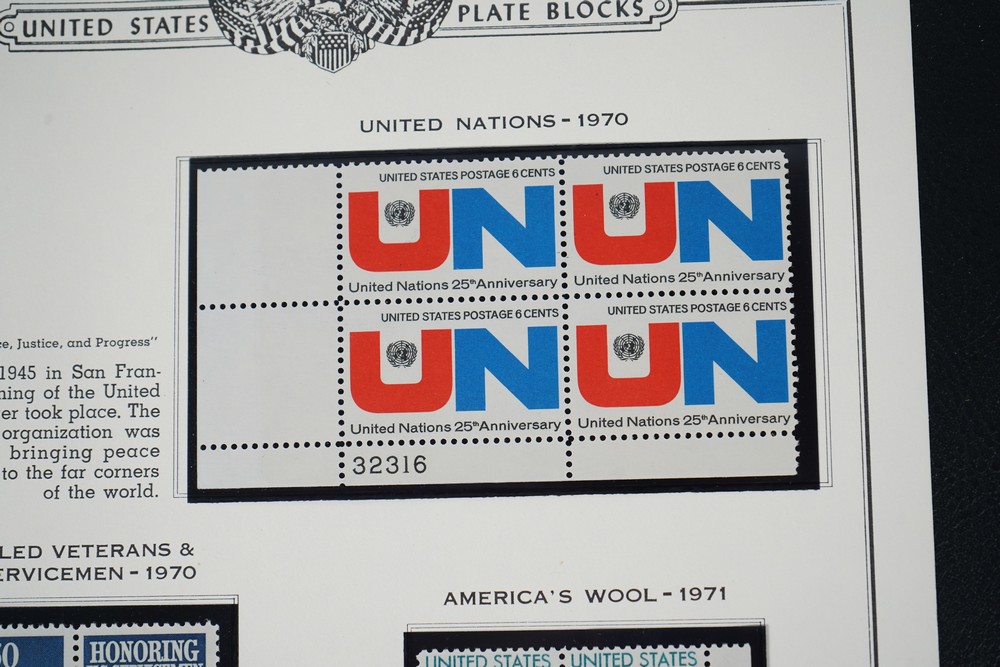 UNITED STATES
PLATE BLOCKS
UNITED NATIONS - 1970
UNITED STATES POSTAGE 6 CENTS
UN
United Nations 25th Anniversary
UNITED STATES POSTAGE 6 CENTS
UN
United Nations 25th Anniversary
UNITED STATES POSTAGE 6 CENTS
UN
United Nations 25th Anniversary
UNITED STATES POSTAGE 6 CENTS
UN
United Nations 25th Anniversary
32316
Justice, and Progress"
1945 in San Fran-
of the United
took place. The
organization was
bringing peace
to the far corners
of the world.
VETERANS &
- 1970
HONORING
AMERICA'S WOOL - 1971
UNITED STATES
UNITED STATES